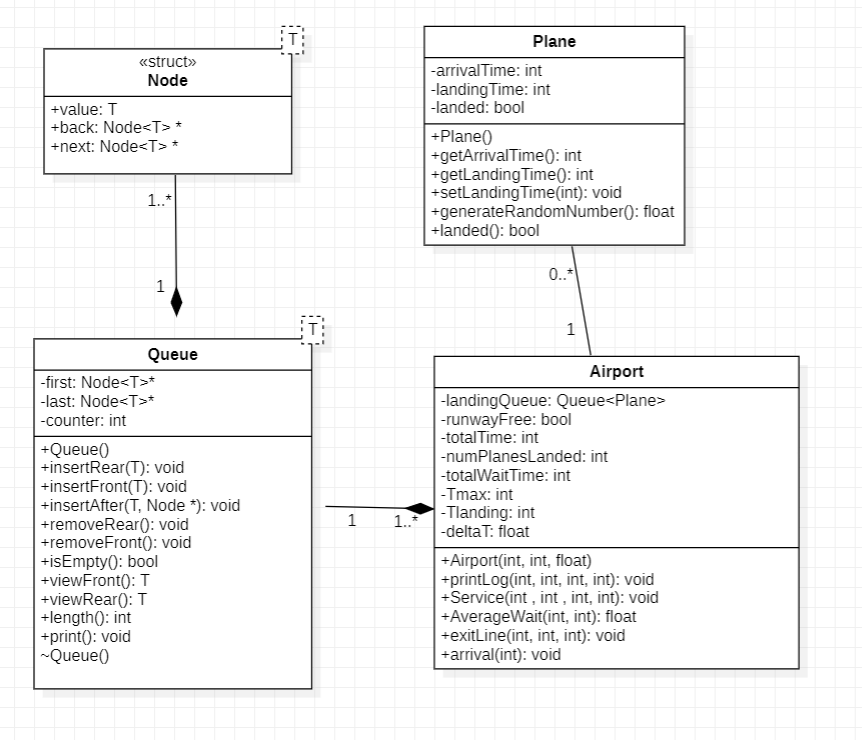 T
«struct»
Node
+value: T
+back: Node<T> *
+next: Node<T> *
1..*
1
Plane
-arrivalTime: int
-landingTime: int
-landed: bool
+Plane()
+getArrivalTime(): int
+getLandingTime(): int
+setLandingTime(int): void
+generateRandomNumber(): float
+landed(): bool
0..*
1
T
Queue
-first: Node<T>*
-last: Node<T>*
-counter: int
+Queue()
+insertRear(T): void
+insertFront(T): void
+insertAfter(T, Node *): void
+removeRear(): void
+removeFront(): void
+isEmpty(): bool
+viewFront(): T
+viewRear(): T
+length(): int
+print(): void
~Queue()
1
1..*
Airport
-landingQueue: Queue<Plane>
-runwayFree: bool
-totalTime: int
-numPlanesLanded: int
-totalWaitTime: int
-Tmax: int
-Tlanding: int
-deltaT: float
+Airport(int, int, float)
+printLog(int, int, int, int): void
+Service(int , int , int, int): void
+AverageWait(int, int): float
+exitLine(int, int, int): void
+arrival(int): void